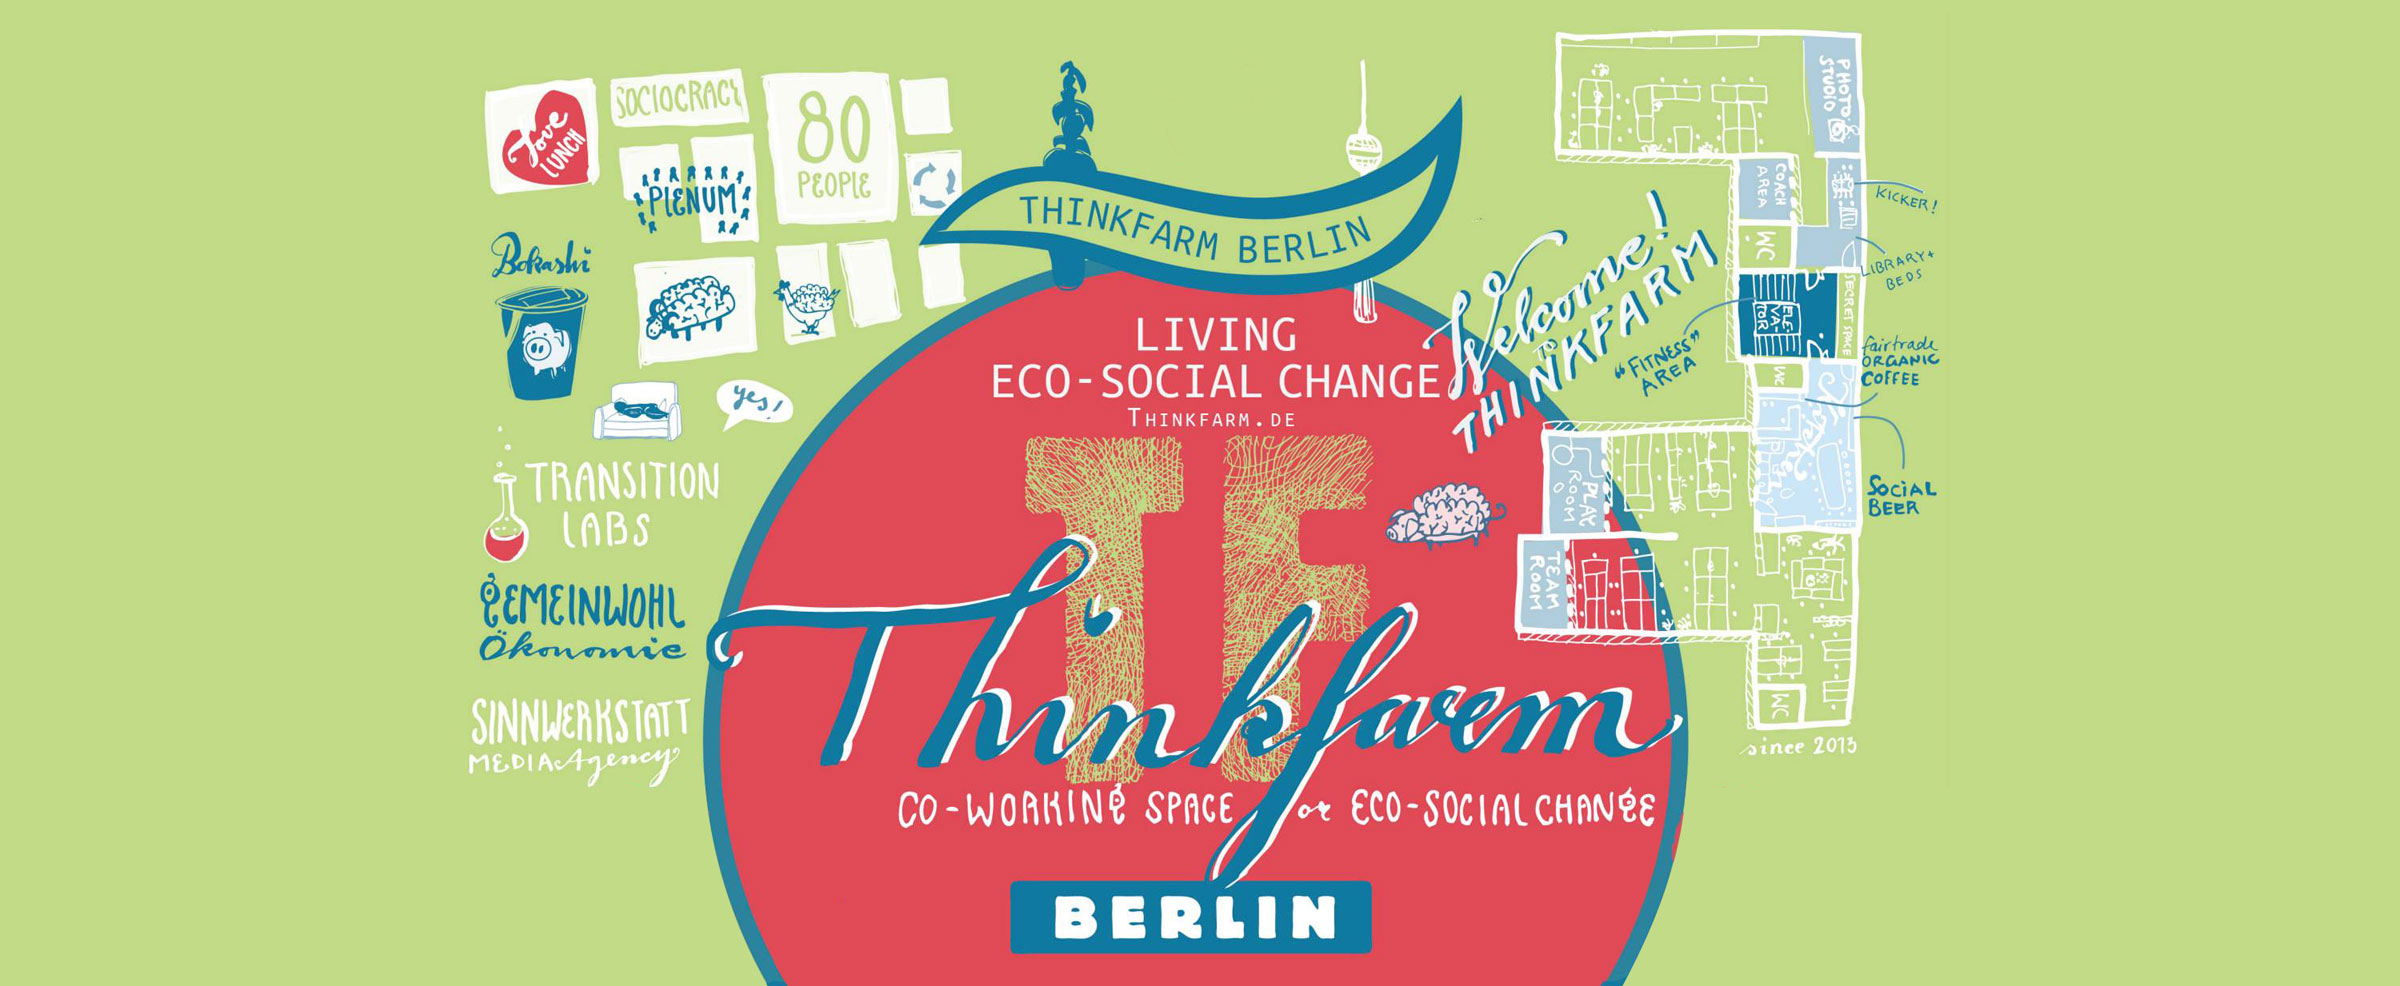 Love
LUNCH
SOCIOCRACY
80
PEOPLE
PLENUM
Bokashi
yes!
TRANSITION
LABS
GEMEINWOHL
Ökonomie
SINNWERKSTATT
MEDIA Agency
THINKFARM BERLIN
LIVING
ECO-SOCIAL CHANGE
THINKFARM.DE
TF
Thinkfarm
CO-WORKING SPACE for ECO-SOCIAL CHANGE
BERLIN
Welcome!
TO
THINKFARM
PHOTO
STUDIO
COACH
AREA
KICKER!
WC
LIBRARY+
BEDS
SECRET SPACE
ELE
VA-
TOR
"FITNESS"
AREA
fairtrade
ORGANIC
COFFEE
WC
SOCIAL
BEER
PLAY
ROOM
TEAM
ROOM
WC
since 2013